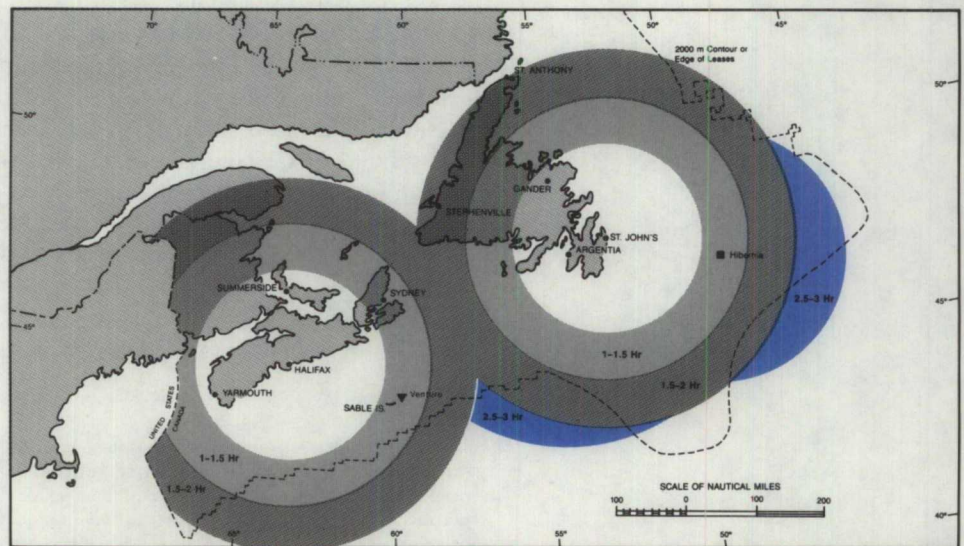 70°
65°
60°
55°
50°
45°
2000 m Contour or
Edge of Leases
50°
50°
ST. ANTHONY
GANDER
STEPHENVILLE
ST. JOHN'S
ARGENTIA
Hibernia
SUMMERSIDE
SYDNEY
2.5–3 Hr
45°
45°
1–1.5 Hr
HALIFAX
1.5–2 Hr
YARMOUTH
SABLE IS.
Venture
UNITED STATES
CANADA
2.5–3 Hr
1–1.5 Hr
1.5–2 Hr
SCALE OF NAUTICAL MILES
100 0 100 200
40°
65°
60°
55°
50°